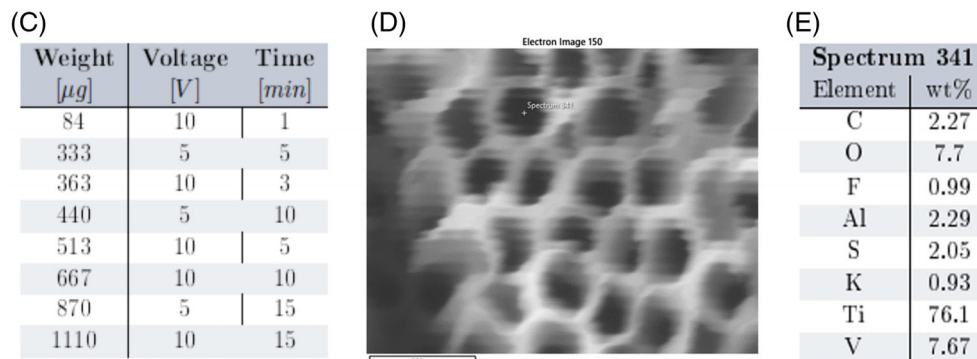 (C)
Weight Voltage Time
[μg] [V] [min]
84 10 1
333 5 5
363 10 3
440 5 10
513 10 5
667 10 10
870 5 15
1110 10 15
(D)
Electron Image 150
Spectrum 341
(E)
Spectrum 341
Element wt%
C 2.27
O 7.7
F 0.99
Al 2.29
S 2.05
K 0.93
Ti 76.1
V 7.67